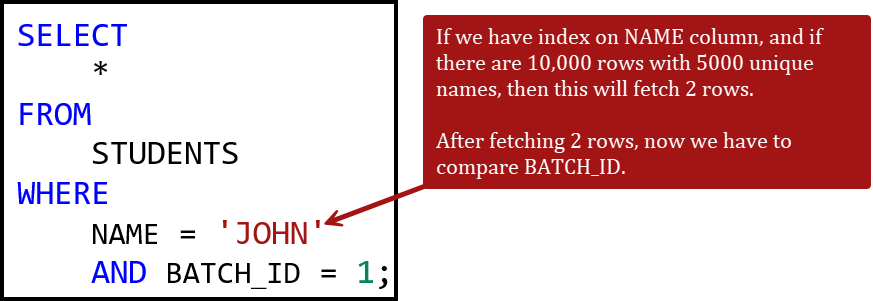 SELECT
*
FROM
STUDENTS
WHERE
NAME = 'JOHN'
AND BATCH_ID = 1;
If we have index on NAME column, and if
there are 10,000 rows with 5000 unique
names, then this will fetch 2 rows.
After fetching 2 rows, now we have to
compare BATCH_ID.